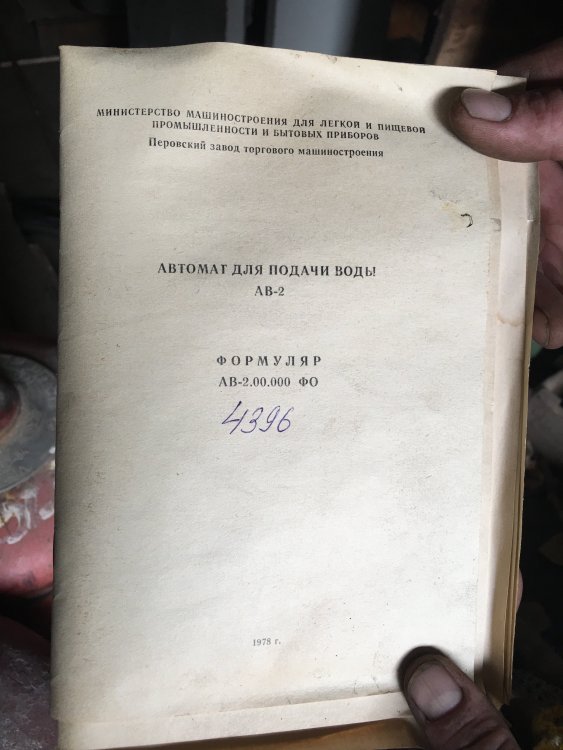 МИНИСТЕРСТВО МАШИНОСТРОЕНИЯ ДЛЯ ЛЕГКОЙ И ПИЩЕВОЙ
ПРОМЫШЛЕННОСТИ И БЫТОВЫХ ПРИБОРОВ
Перовский завод торгового машиностроения
АВТОМАТ ДЛЯ ПОДАЧИ ВОДЫ
АВ-2
ФОРМУЛЯР
АВ-2.00.000 ФО
4396
1978 г.